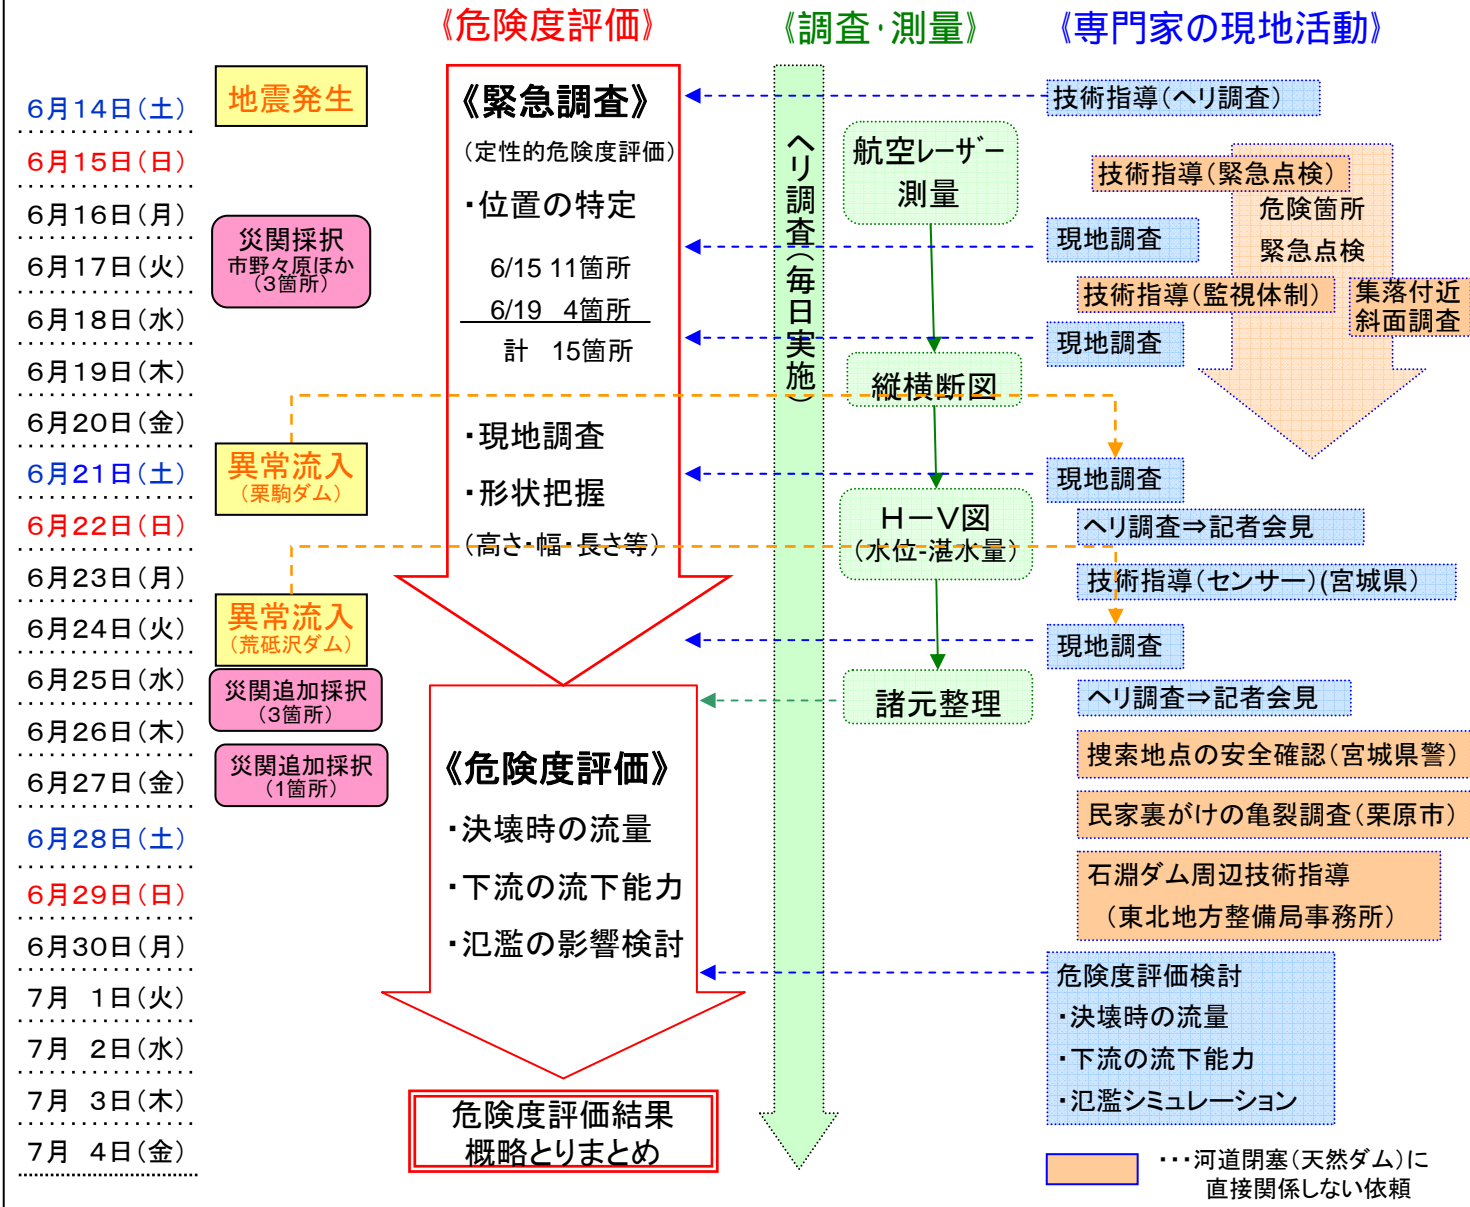 《危険度評価》
《調査・測量》
《専門家の現地活動》
6月14日(土)
6月15日(日)
6月16日(月)
6月17日(火)
6月18日(水)
6月19日(木)
6月20日(金)
6月21日(土)
6月22日(日)
6月23日(月)
6月24日(火)
6月25日(水)
6月26日(木)
6月27日(金)
6月28日(土)
6月29日(日)
6月30日(月)
7月 1日(火)
7月 2日(水)
7月 3日(木)
7月 4日(金)
地震発生
災関採択
市野々原ほか
(3箇所)
異常流入
(栗駒ダム)
異常流入
(荒砥沢ダム)
災関追加採択
(3箇所)
災関追加採択
(1箇所)
《緊急調査》
(定性的危険度評価)
・位置の特定
6/15 11箇所
6/19 4箇所
計 15箇所
・現地調査
・形状把握
(高さ・幅・長さ等)
《危険度評価》
・決壊時の流量
・下流の流下能力
・氾濫の影響検討
危険度評価結果
概略とりまとめ
ヘリ調査(毎日実施)
航空レーザー
測量
縦横断図
H－V図
(水位-湛水量)
諸元整理
技術指導(ヘリ調査)
技術指導(緊急点検)
危険箇所
緊急点検
現地調査
技術指導(監視体制)
集落付近
斜面調査
現地調査
現地調査
ヘリ調査⇒記者会見
技術指導(センサー)(宮城県)
現地調査
ヘリ調査⇒記者会見
捜索地点の安全確認(宮城県警)
民家裏がけの亀裂調査(栗原市)
石淵ダム周辺技術指導
(東北地方整備局事務所)
危険度評価検討
・決壊時の流量
・下流の流下能力
・氾濫シミュレーション
・・・河道閉塞(天然ダム)に
直接関係しない依頼